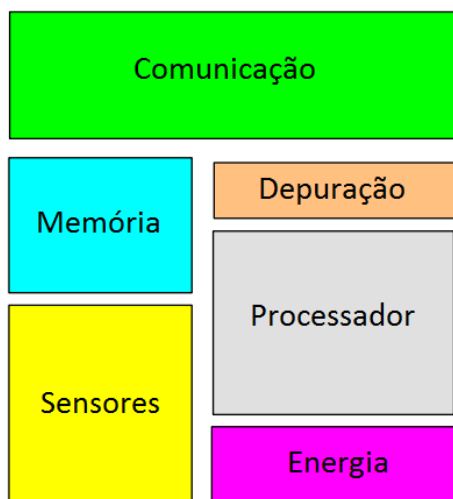 Comunicação
Memória
Depuração
Processador
Sensores
Energia